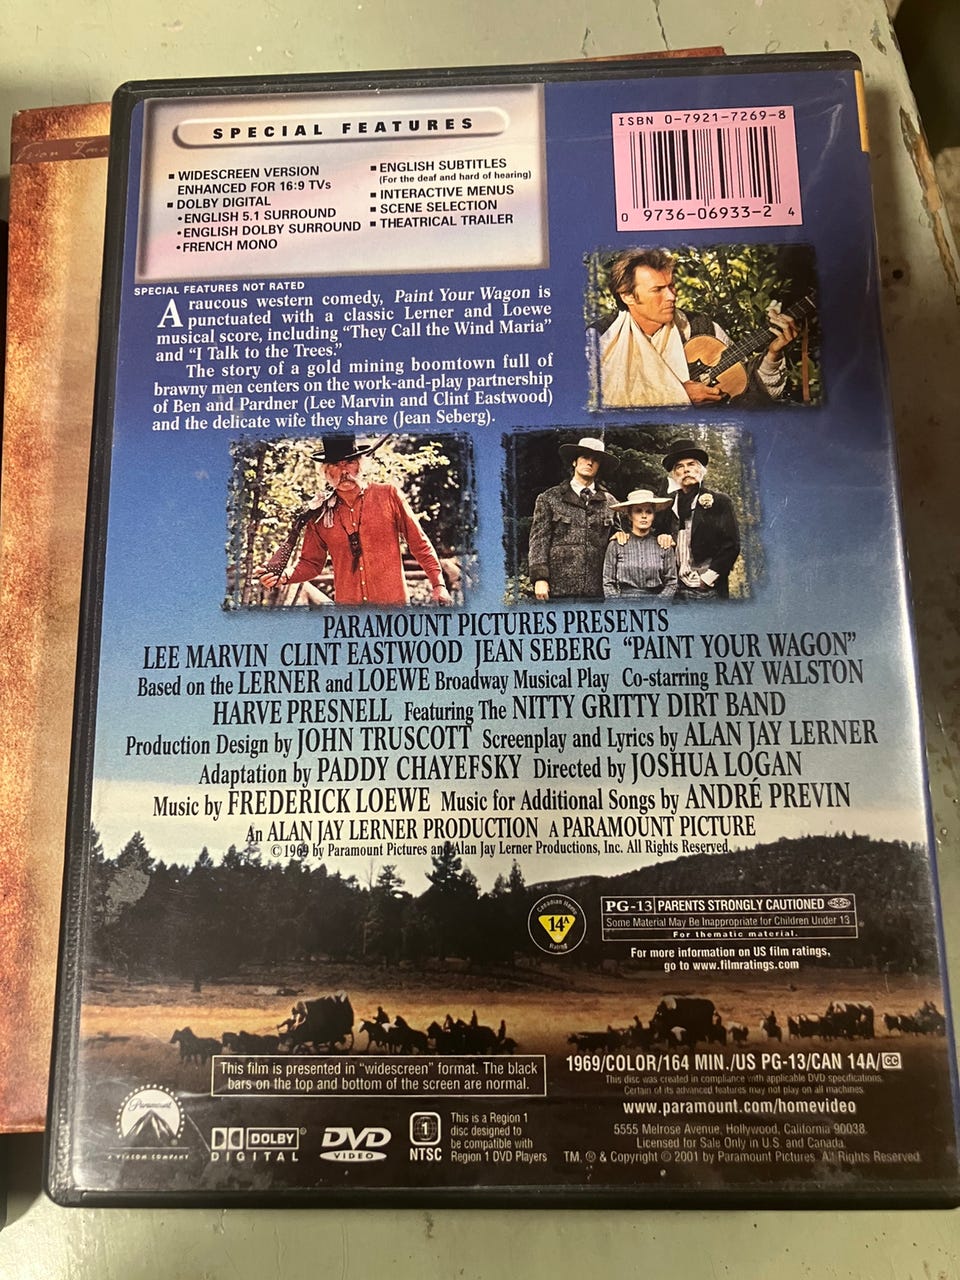 SPECIAL FEATURES
▪ WIDESCREEN VERSION
ENHANCED FOR 16:9 TVs
▪ DOLBY DIGITAL
• ENGLISH 5.1 SURROUND
• ENGLISH DOLBY SURROUND
• FRENCH MONO
▪ ENGLISH SUBTITLES
(For the deaf and hard of hearing)
▪ INTERACTIVE MENUS
▪ SCENE SELECTION
▪ THEATRICAL TRAILER
SPECIAL FEATURES NOT RATED
ISBN 0-7921-7269-8
0 9736-06933-2 4
A raucous western comedy, Paint Your Wagon is
punctuated with a classic Lerner and Loewe
musical score, including "They Call the Wind Maria"
and "I Talk to the Trees."
The story of a gold mining boomtown full of
brawny men centers on the work-and-play partnership
of Ben and Pardner (Lee Marvin and Clint Eastwood)
and the delicate wife they share (Jean Seberg).
PARAMOUNT PICTURES PRESENTS
LEE MARVIN CLINT EASTWOOD JEAN SEBERG "PAINT YOUR WAGON"
Based on the LERNER and LOEWE Broadway Musical Play Co-starring RAY WALSTON
HARVE PRESNELL Featuring The NITTY GRITTY DIRT BAND
Production Design by JOHN TRUSCOTT Screenplay and Lyrics by ALAN JAY LERNER
Adaptation by PADDY CHAYEFSKY Directed by JOSHUA LOGAN
Music by FREDERICK LOEWE Music for Additional Songs by ANDRÉ PREVIN
An ALAN JAY LERNER PRODUCTION A PARAMOUNT PICTURE
©1969 by Paramount Pictures and Alan Jay Lerner Productions, Inc. All Rights Reserved.
Canadian Home
14A
Rating
PG-13 PARENTS STRONGLY CAUTIONED
Some Material May Be Inappropriate for Children Under 13
For thematic material.
For more information on US film ratings,
go to www.filmratings.com
This film is presented in "widescreen" format. The black
bars on the top and bottom of the screen are normal.
1969/COLOR/164 MIN./US PG-13/CAN 14A/CC
This disc was created in compliance with applicable DVD specifications.
Certain of its advanced features may not play on all machines.
www.paramount.com/homevideo
5555 Melrose Avenue, Hollywood, California 90038.
Licensed for Sale Only in U.S. and Canada.
TM, ® & Copyright © 2001 by Paramount Pictures. All Rights Reserved.
Paramount
A VIACOM COMPANY
DOLBY®
DIGITAL
DVD
VIDEO
1
NTSC
This is a Region 1
disc designed to
be compatible with
Region 1 DVD Players